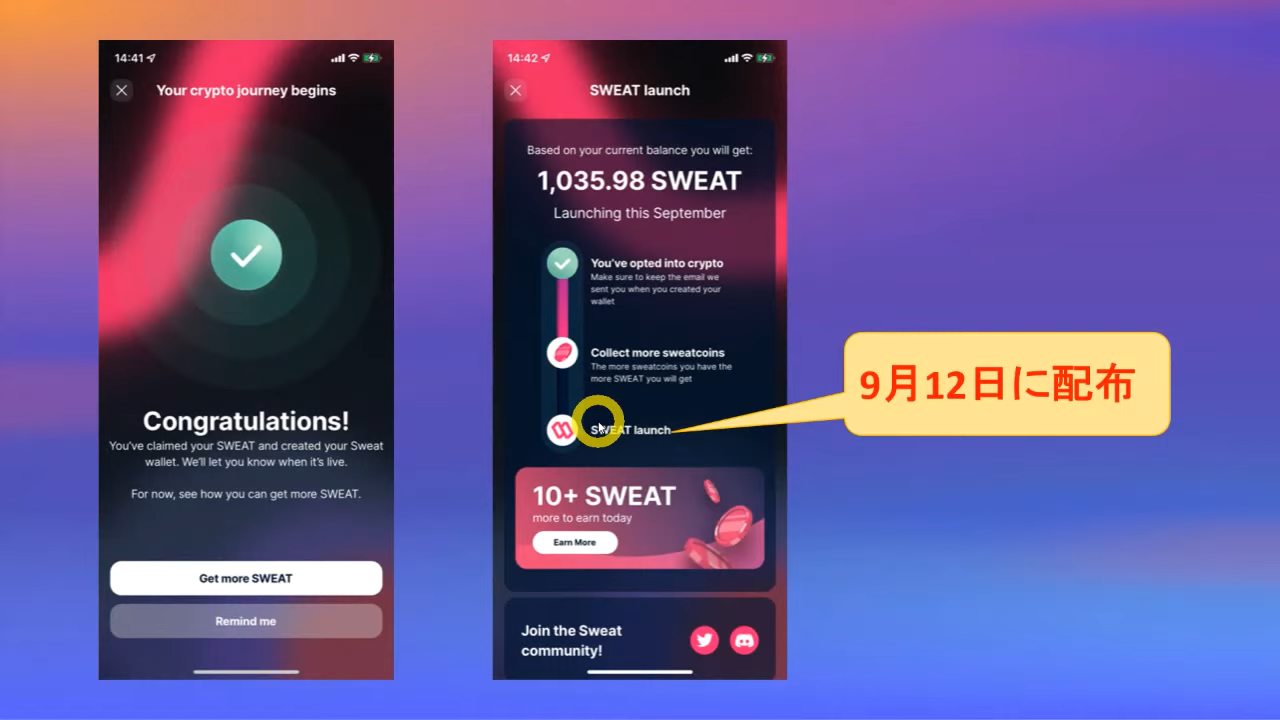 14:41
Your crypto journey begins
Congratulations!
You've claimed your SWEAT and created your Sweat
wallet. We'll let you know when it's live.
For now, see how you can get more SWEAT.
Get more SWEAT
Remind me
14:42
SWEAT launch
Based on your current balance you will get:
1,035.98 SWEAT
Launching this September
You've opted into crypto
Make sure to keep the email we
sent you when you created your
wallet
Collect more sweatcoins
The more sweatcoins you have the
more SWEAT you will get
SWEAT launch
10+ SWEAT
more to earn today
Earn More
Join the Sweat
community!
9月12日に配布